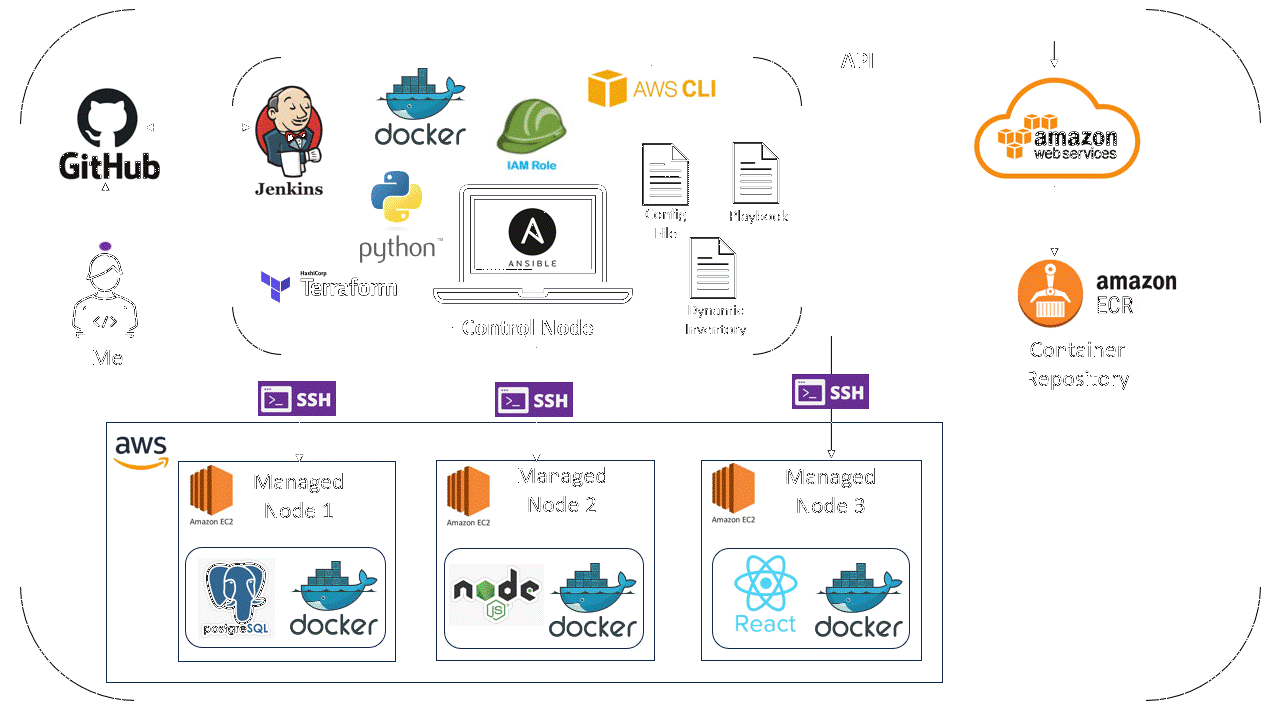 API
AWS CLI
docker
GitHub
IAM Role
Jenkins
amazon
web services
Config
File
Playbook
python™
ANSIBLE
HashiCorp
Terraform
amazon
ECR
Dynamic
Inventory
Control Node
Me
Container
Repository
SSH
SSH
SSH
aws
Managed
Node 1
Amazon EC2
Managed
Node 2
Amazon EC2
Managed
Node 3
Amazon EC2
postgreSQL
docker
node
JS
docker
React
docker